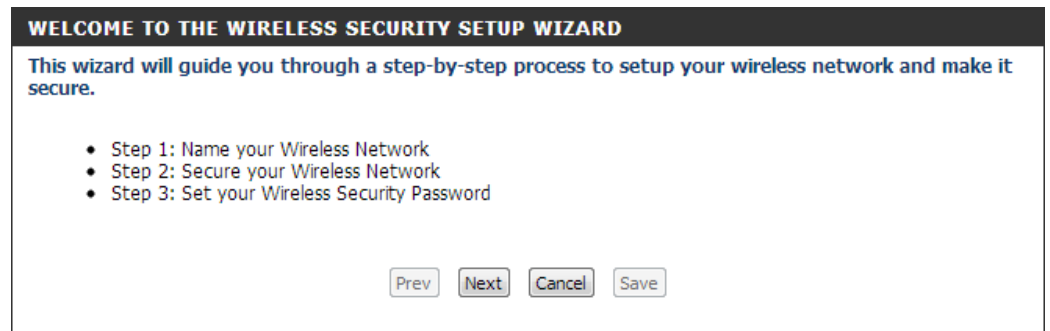 WELCOME TO THE WIRELESS SECURITY SETUP WIZARD
This wizard will guide you through a step-by-step process to setup your wireless network and make it
secure.
• Step 1: Name your Wireless Network
• Step 2: Secure your Wireless Network
• Step 3: Set your Wireless Security Password
Prev Next Cancel Save